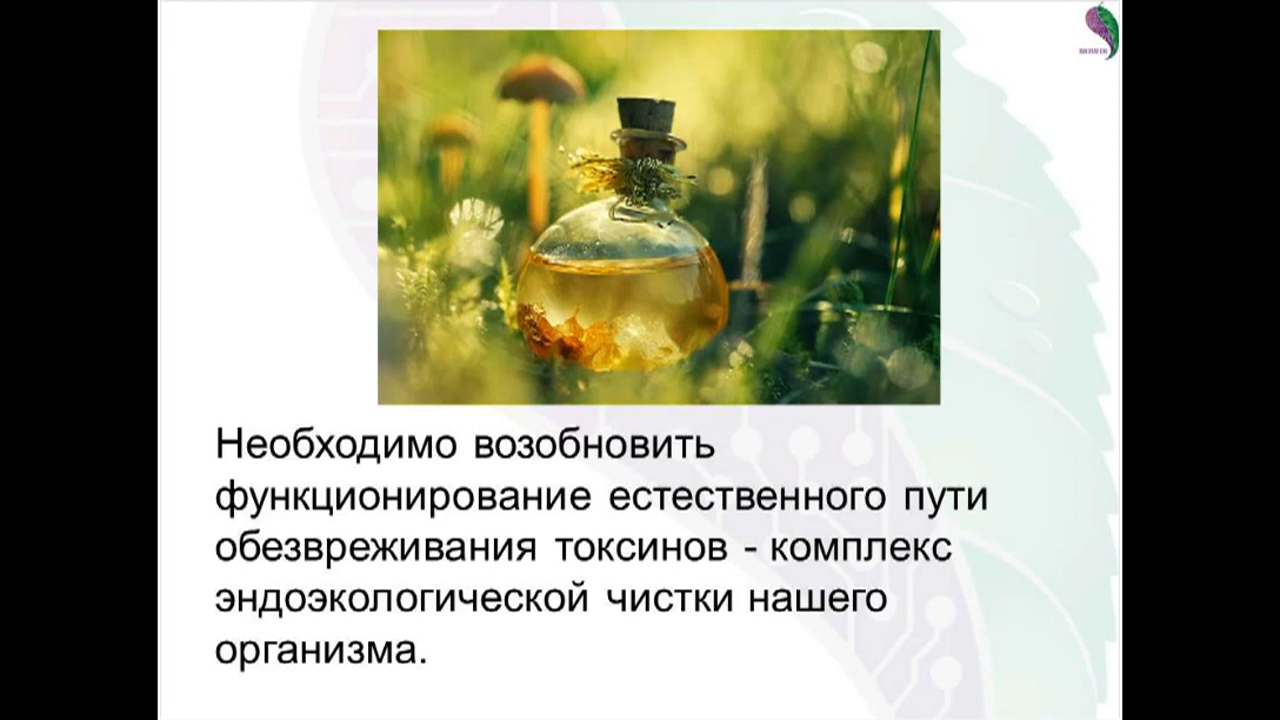 Необходимо возобновить
функционирование естественного пути
обезвреживания токсинов - комплекс
эндоэкологической чистки нашего
организма.